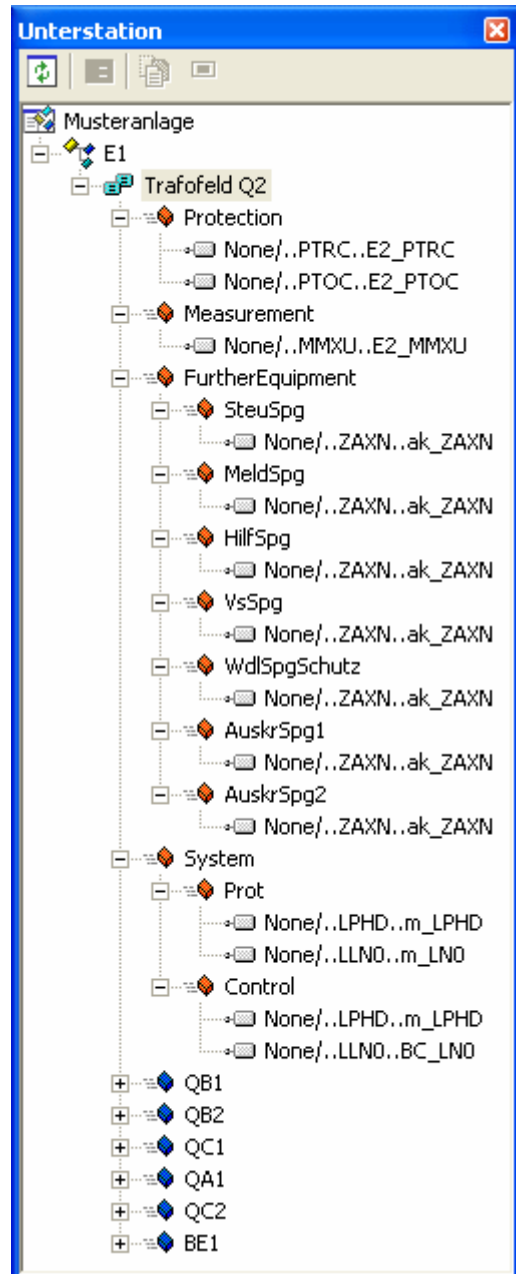 Unterstation
Musteranlage
E1
Trafofeld Q2
Protection
None/..PTRC..E2_PTRC
None/..PTOC..E2_PTOC
Measurement
None/..MMXU..E2_MMXU
FurtherEquipment
SteuSpg
None/..ZAXN..ak_ZAXN
MeldSpg
None/..ZAXN..ak_ZAXN
HilfSpg
None/..ZAXN..ak_ZAXN
VsSpg
None/..ZAXN..ak_ZAXN
WdlSpgSchutz
None/..ZAXN..ak_ZAXN
AuskrSpg1
None/..ZAXN..ak_ZAXN
AuskrSpg2
None/..ZAXN..ak_ZAXN
System
Prot
None/..LPHD..m_LPHD
None/..LLN0..m_LN0
Control
None/..LPHD..m_LPHD
None/..LLN0..BC_LN0
QB1
QB2
QC1
QA1
QC2
BE1